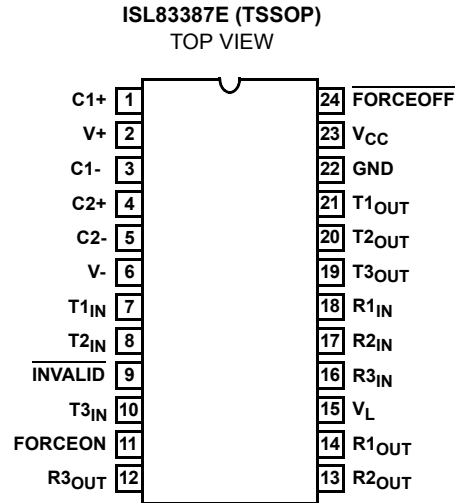 ISL83387E (TSSOP)
TOP VIEW
C1+ 1 24 FORCEOFF
V+ 2 23 VCC
C1- 3 22 GND
C2+ 4 21 T1OUT
C2- 5 20 T2OUT
V- 6 19 T3OUT
T1IN 7 18 R1IN
T2IN 8 17 R2IN
INVALID 9 16 R3IN
T3IN 10 15 VL
FORCEON 11 14 R1OUT
R3OUT 12 13 R2OUT